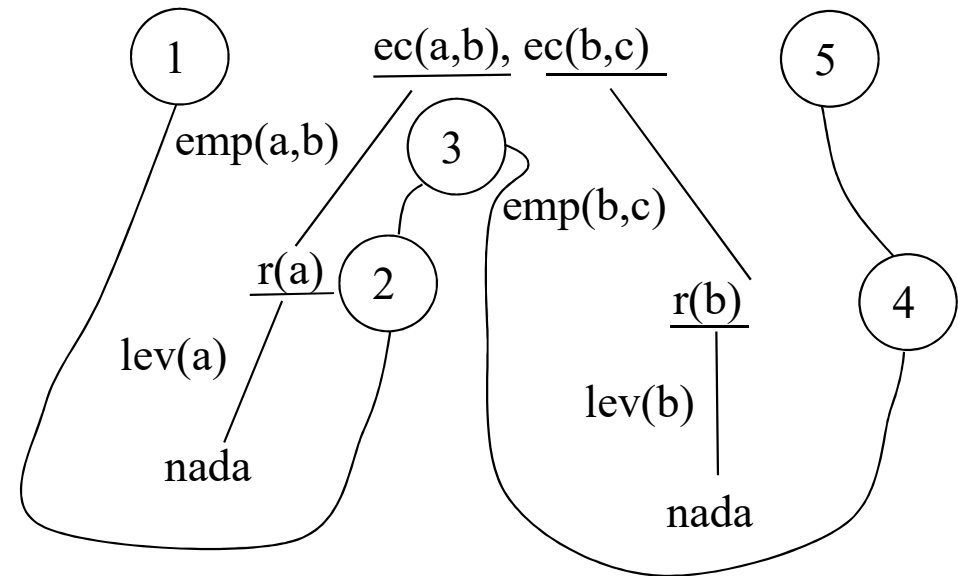 1
ec(a,b), ec(b,c)
5
emp(a,b)
3
emp(b,c)
r(a)
2
r(b)
4
lev(a)
lev(b)
nada
nada